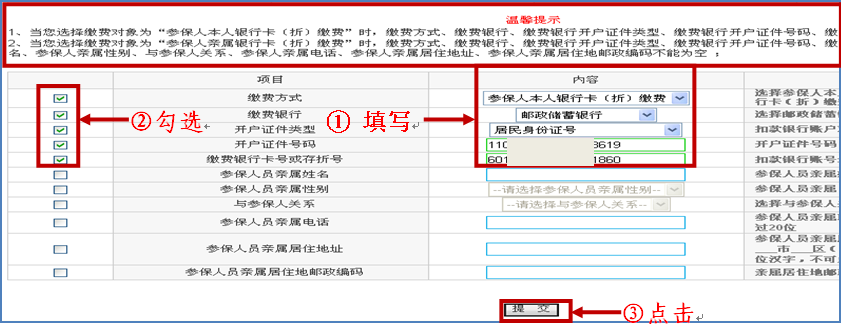 温馨提示
1、当您选择缴费对象为“参保人本人银行卡（折）缴费”时，缴费方式、缴费银行、缴费银行开户证件类型、缴费银行开户证件号码、缴
2、当您选择缴费对象为“参保人亲属银行卡（折）缴费”时，缴费方式、缴费银行、缴费银行开户证件类型、缴费银行开户证件号码、缴
名、参保人亲属性别、与参保人关系、参保人亲属电话、参保人亲属居住地址、参保人亲属居住地邮政编码不能为空；
项目 内容
缴费方式 参保人本人银行卡（折）缴费 选择参保人本
行卡（折）缴
缴费银行 邮政储蓄银行 选择邮政储蓄
开户证件类型 居民身份证号 扣款银行账户
开户证件号码 110 8619 开户证件号码
缴费银行卡号或存折号 601 1860 扣款银行账号
②勾选 ① 填写
参保人员亲属姓名 参保人员亲属
参保人员亲属性别 --请选择参保人员亲属性别-- 参保人员亲属
与参保人关系 --请选择与参保人关系-- 选择与参保人
参保人员亲属电话 参保人员亲属
过20位
参保人员亲属居住地址 参保人员亲属
___市___区（
位汉字，不可
参保人员亲属居住地邮政编码 亲属居住地邮
提 交 ③点击